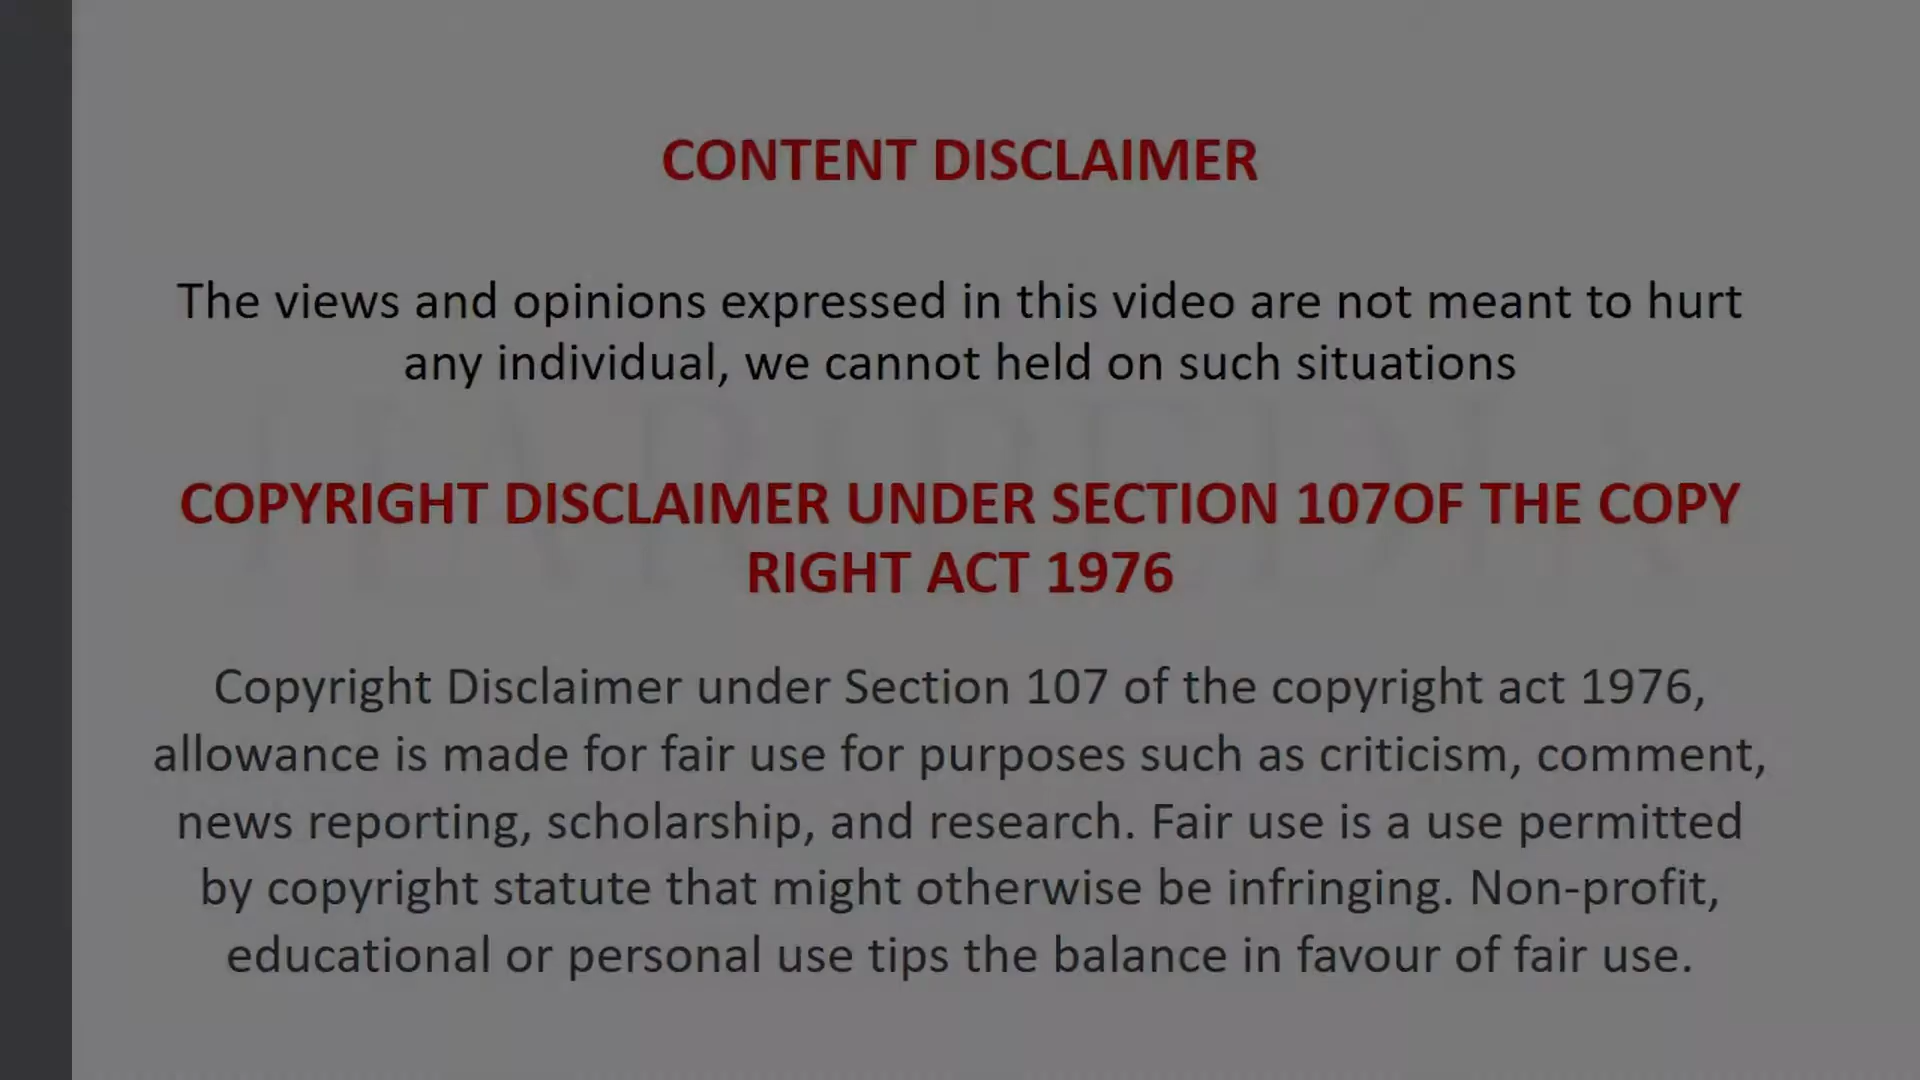 CONTENT DISCLAIMER
The views and opinions expressed in this video are not meant to hurt
any individual, we cannot held on such situations
COPYRIGHT DISCLAIMER UNDER SECTION 107OF THE COPY
RIGHT ACT 1976
Copyright Disclaimer under Section 107 of the copyright act 1976,
allowance is made for fair use for purposes such as criticism, comment,
news reporting, scholarship, and research. Fair use is a use permitted
by copyright statute that might otherwise be infringing. Non-profit,
educational or personal use tips the balance in favour of fair use.